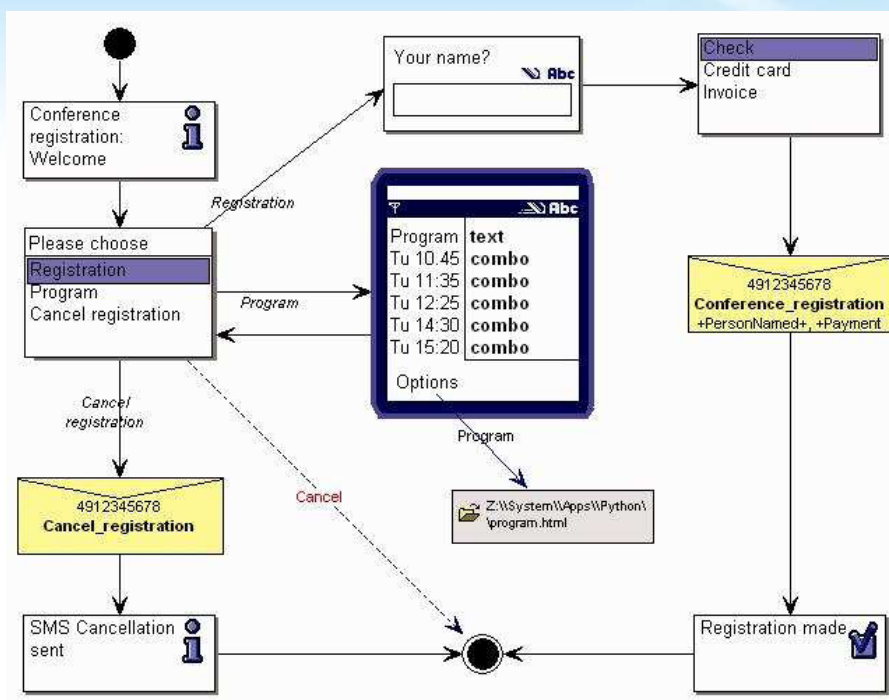 Conference
registration:
Welcome
Your name?
Abc
Check
Credit card
Invoice
Registration
Please choose
Registration
Program
Cancel registration
Program
Abc
Program text
Tu 10.45 combo
Tu 11:35 combo
Tu 12:25 combo
Tu 14:30 combo
Tu 15:20 combo
Options
4912345678
Conference_registration
+PersonNamed+, +Payment
Cancel
registration
Program
Cancel
4912345678
Cancel_registration
Z:\\System\\Apps\\Python\
\program.html
SMS Cancellation
sent
Registration made